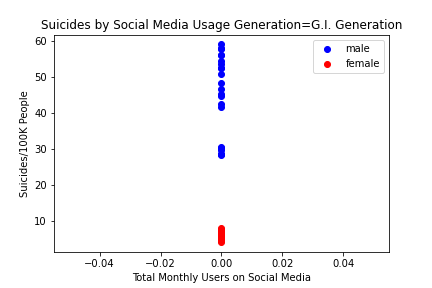 Suicides by Social Media Usage Generation=G.I. Generation
60
50
40
30
20
10
Suicides/100K People
male
female
−0.04
−0.02
0.00
0.02
0.04
Total Monthly Users on Social Media